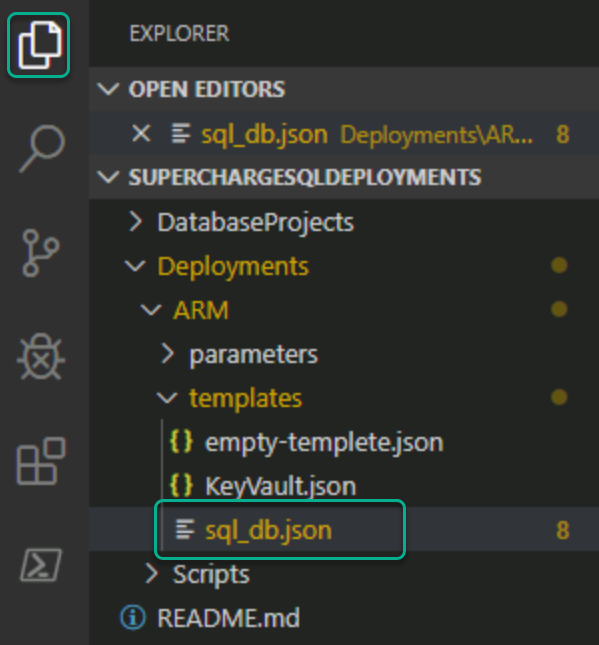 EXPLORER
OPEN EDITORS
sql_db.json Deployments\AR... 8
SUPERCHARGESQLDEPLOYMENTS
DatabaseProjects
Deployments
ARM
parameters
templates
{} empty-templete.json
{} KeyVault.json
sql_db.json 8
Scripts
README.md